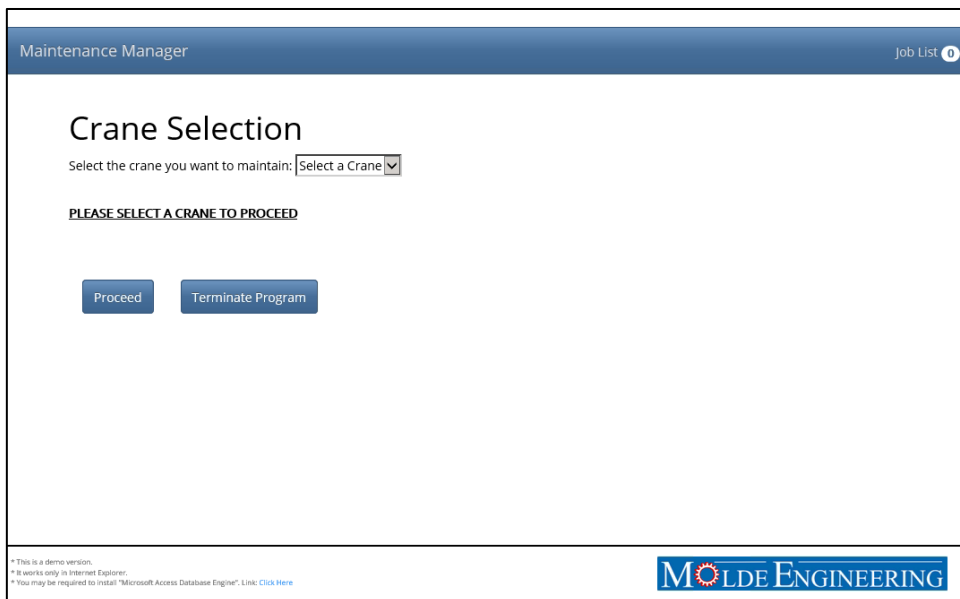 Maintenance Manager
Job List 0
Crane Selection
Select the crane you want to maintain: Select a Crane
PLEASE SELECT A CRANE TO PROCEED
Proceed Terminate Program
* This is a demo version.
* It works only in Internet Explorer.
* You may be required to install "Microsoft Access Database Engine". Link: Click Here
MOLDE ENGINEERING